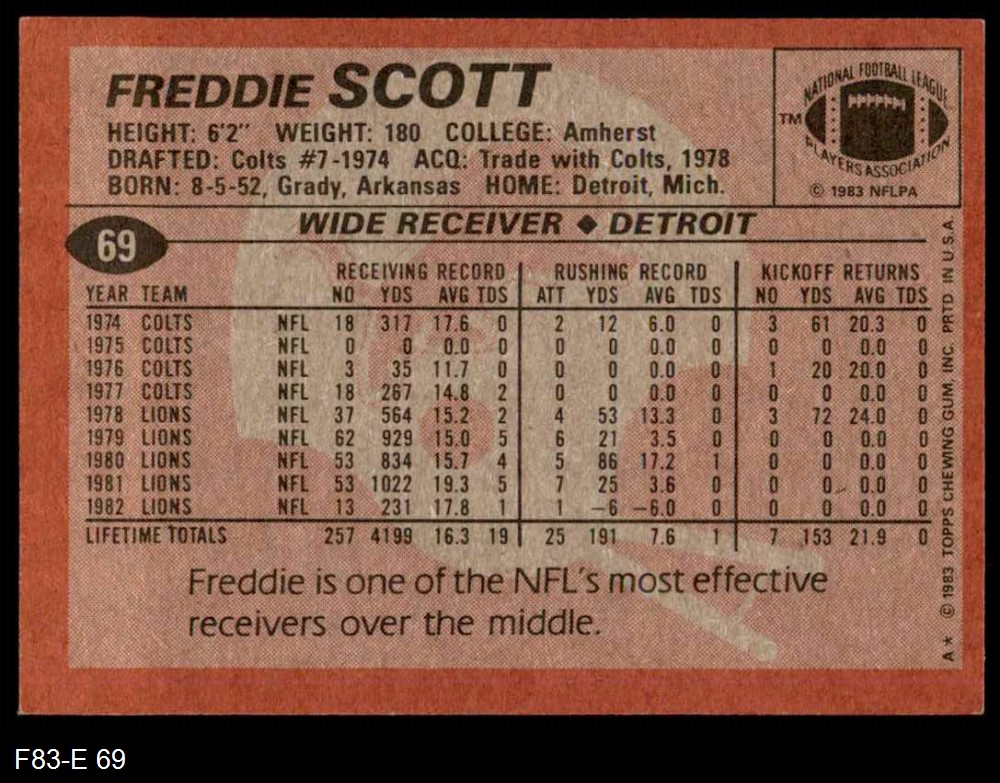 FREDDIE SCOTT
HEIGHT: 6'2" WEIGHT: 180 COLLEGE: Amherst
DRAFTED: Colts #7-1974 ACQ: Trade with Colts, 1978
BORN: 8-5-52, Grady, Arkansas HOME: Detroit, Mich.
NATIONAL FOOTBALL LEAGUE
TM
PLAYERS ASSOCIATION
© 1983 NFLPA
69
WIDE RECEIVER ◆ DETROIT
RECEIVING RECORD RUSHING RECORD KICKOFF RETURNS
YEAR TEAM NO YDS AVG TDS ATT YDS AVG TDS NO YDS AVG TDS
1974 COLTS NFL 18 317 17.6 0 2 12 6.0 0 3 61 20.3 0
1975 COLTS NFL 0 0 0.0 0 0 0 0.0 0 0 0 0.0 0
1976 COLTS NFL 3 35 11.7 0 0 0 0.0 0 1 20 20.0 0
1977 COLTS NFL 18 267 14.8 2 0 0 0.0 0 0 0 0.0 0
1978 LIONS NFL 37 564 15.2 2 4 53 13.3 0 3 72 24.0 0
1979 LIONS NFL 62 929 15.0 5 6 21 3.5 0 0 0 0.0 0
1980 LIONS NFL 53 834 15.7 4 5 86 17.2 1 0 0 0.0 0
1981 LIONS NFL 53 1022 19.3 5 7 25 3.6 0 0 0 0.0 0
1982 LIONS NFL 13 231 17.8 1 1 -6 -6.0 0 0 0 0.0 0
LIFETIME TOTALS 257 4199 16.3 19 25 191 7.6 1 7 153 21.9 0
Freddie is one of the NFL's most effective
receivers over the middle.
A* © 1983 TOPPS CHEWING GUM, INC. PRTD IN U.S.A.
F83-E 69